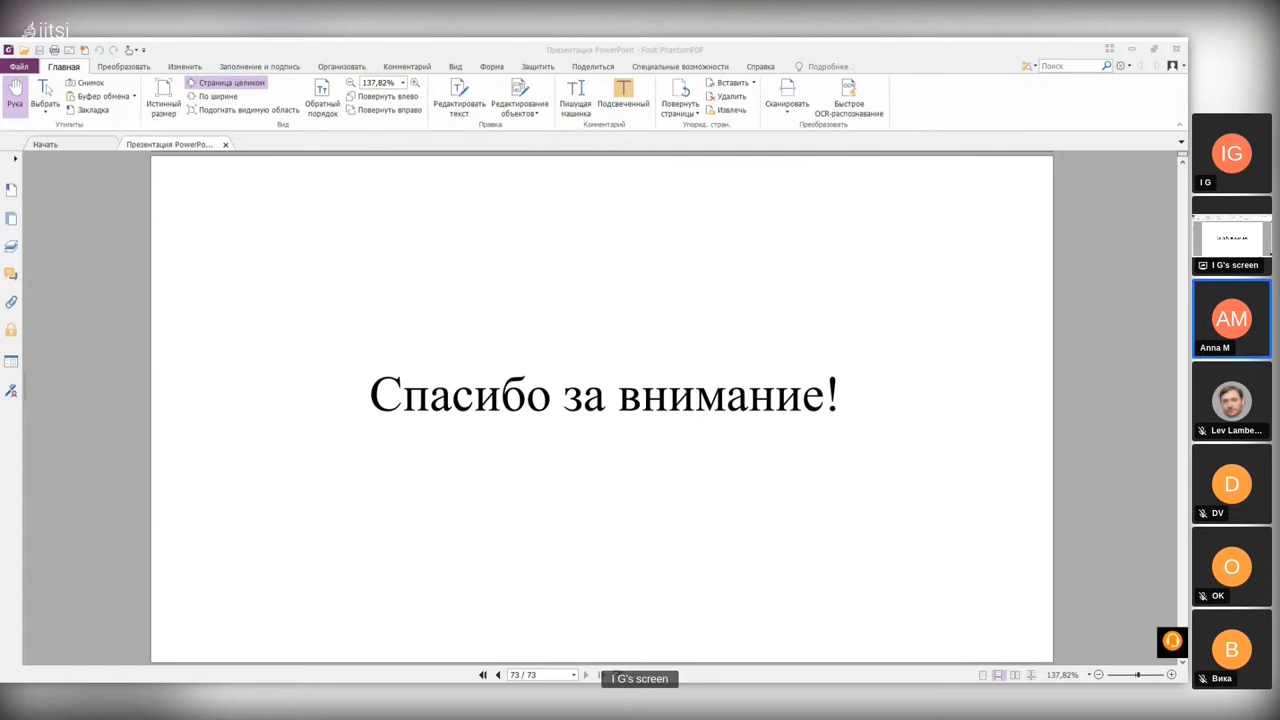 jitsi
Презентация PowerPoint - Foxit PhantomPDF
Файл Главная Преобразовать Изменить Заполнение и подпись Организовать Комментарий Вид Форма Защитить Поделиться Специальные возможности Справка Подробнее... Поиск
Рука
Выбрать
Снимок
Буфер обмена
Закладка
Утилиты
Истинный размер
Страница целиком
По ширине
Подогнать видимую область
Обратный порядок
137,82%
Повернуть влево
Повернуть вправо
Вид
Редактировать текст
Редактирование объектов
Правка
Пишущая машинка
Подсвеченный
Комментарий
Повернуть страницы
Вставить
Удалить
Извлечь
Упоряд. стран.
Сканировать
Быстрое OCR-распознавание
Преобразовать
Начать
Презентация PowerPo...
Спасибо за внимание!
73 / 73
137,82%
I G's screen
IG
I G
I G's screen
AM
Anna M
Lev Lambe...
D
DV
O
OK
В
Вика